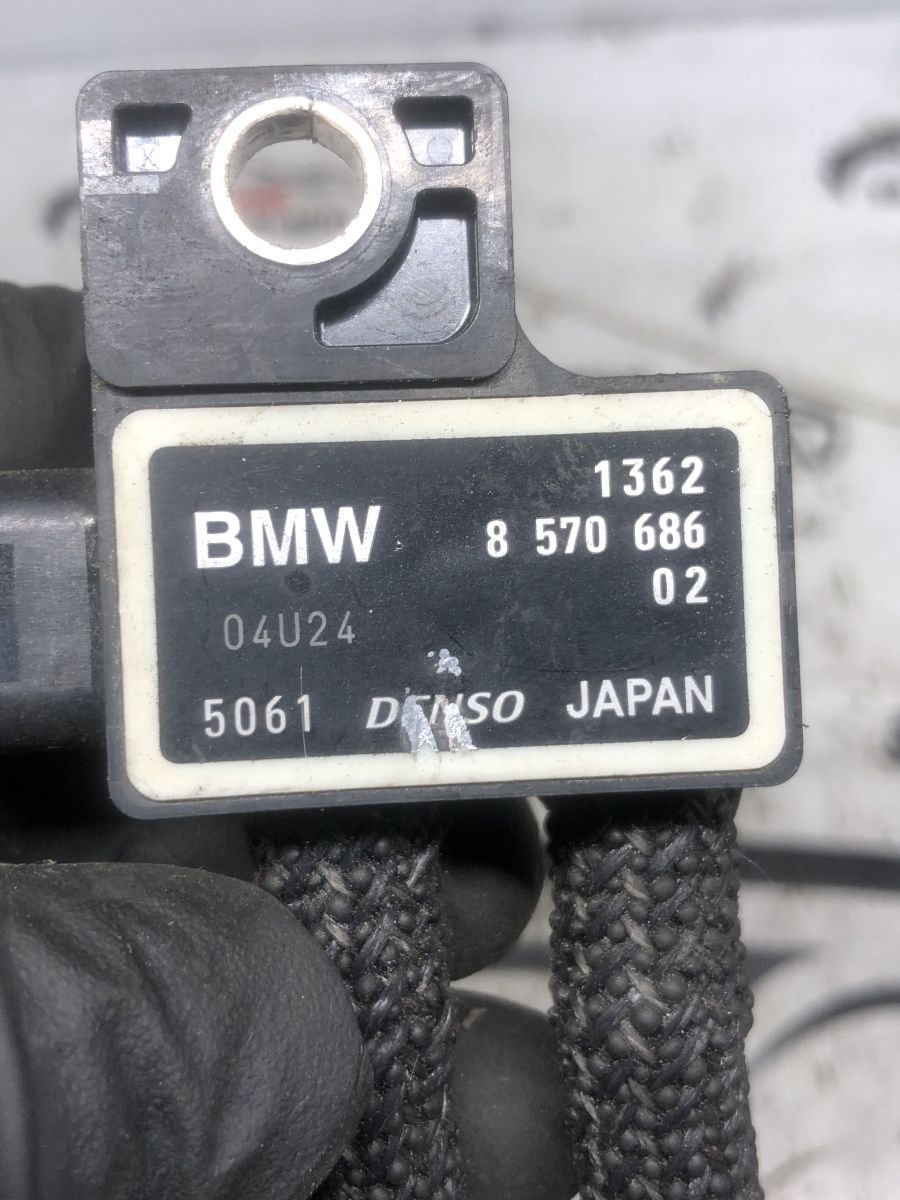 K
1362
BMW 8 570 686
02
04U24
5061 DENSO JAPAN